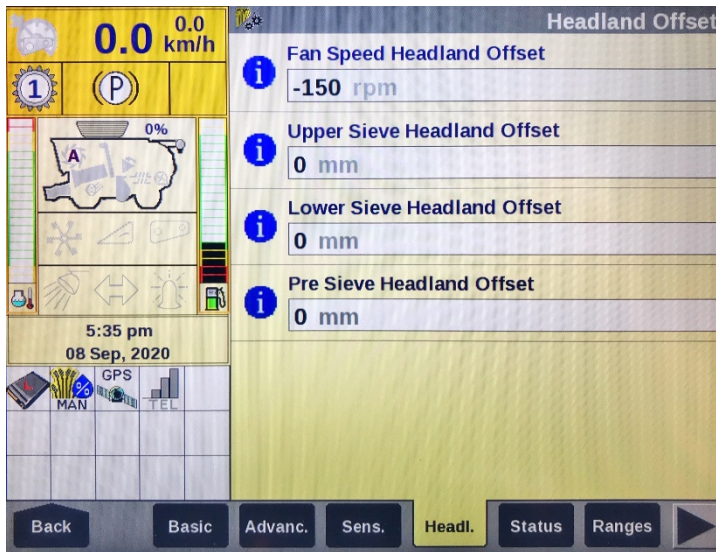 0.0
0.0
km/h
1
(P)
0%
A
5:35 pm
08 Sep, 2020
MAN
GPS
TEL
Headland Offset
Fan Speed Headland Offset
-150 rpm
Upper Sieve Headland Offset
0 mm
Lower Sieve Headland Offset
0 mm
Pre Sieve Headland Offset
0 mm
Back
Basic
Advanc.
Sens.
Headl.
Status
Ranges